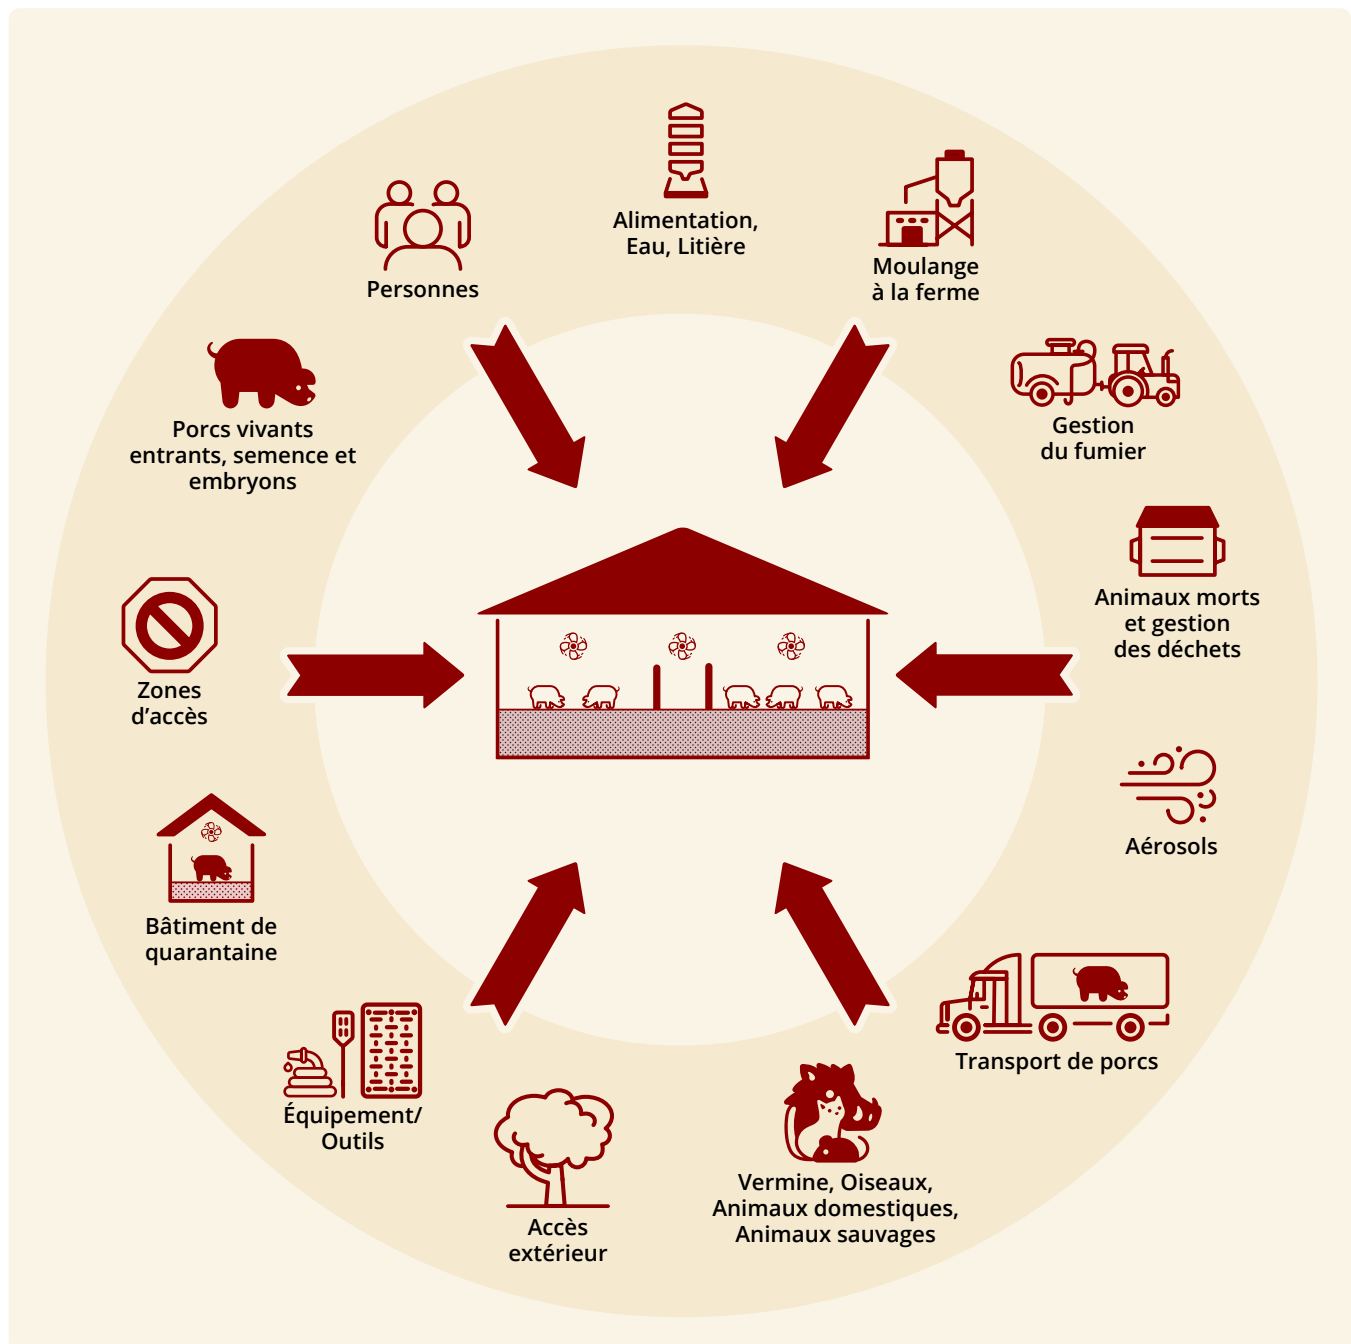 Alimentation,
Eau, Litière
Moulange
à la ferme
Personnes
Gestion
du fumier
Porcs vivants
entrants, semence et
embryons
Animaux morts
et gestion
des déchets
Zones
d’accès
Aérosols
Bâtiment de
quarantaine
Transport de porcs
Équipement/
Outils
Vermine, Oiseaux,
Animaux domestiques,
Animaux sauvages
Accès
extérieur